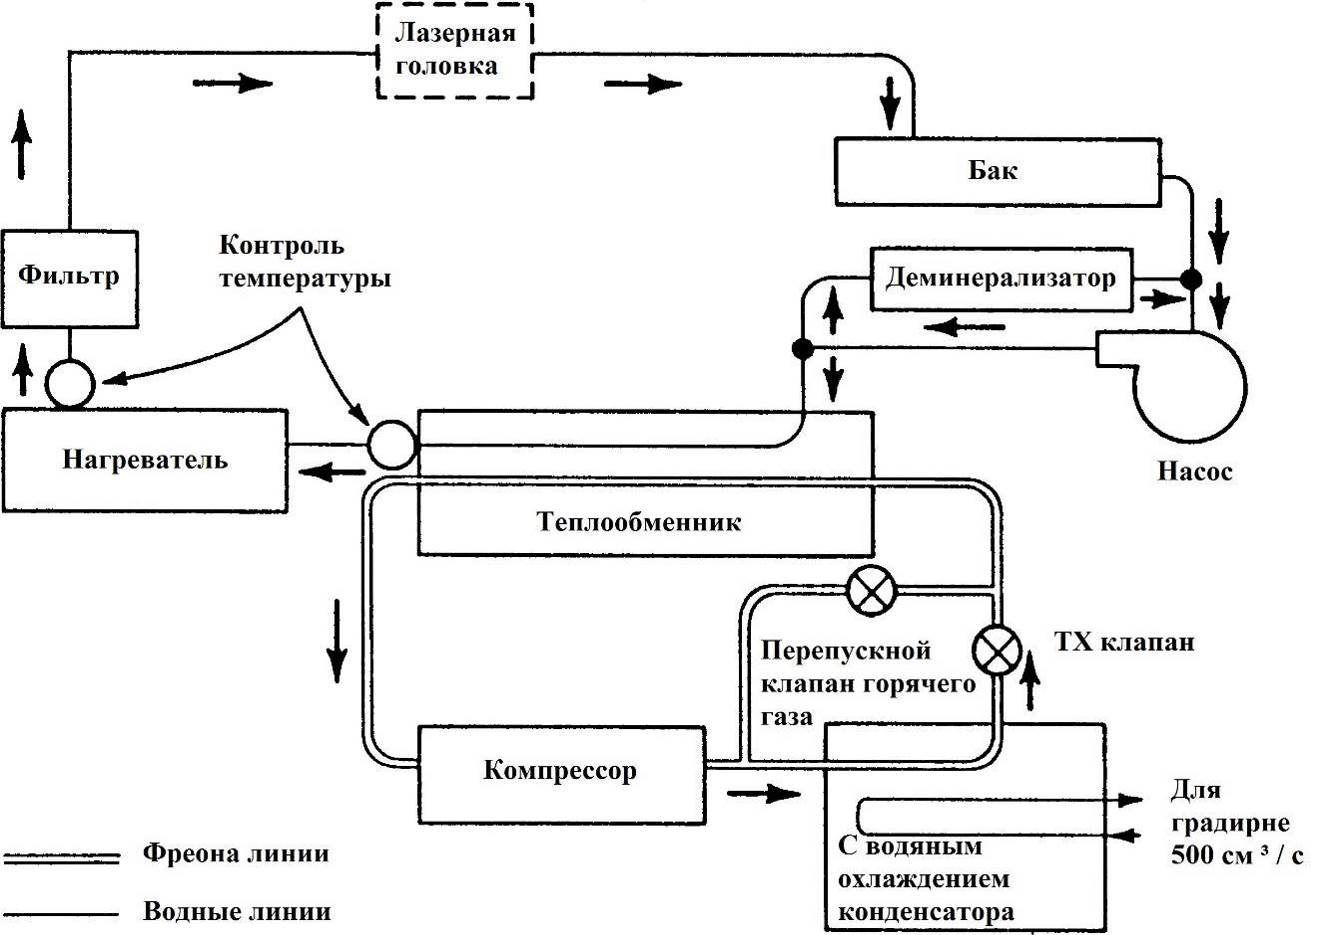 Лазерная
головка
Бак
Деминерализатор
Контроль
температуры
Фильтр
Нагреватель
Насос
Теплообменник
Перепускной
клапан горячего
газа
ТХ клапан
Компрессор
Для
градирне
500 см ³ / с
С водяным
охлаждением
конденсатора
Фреона линии
Водные линии